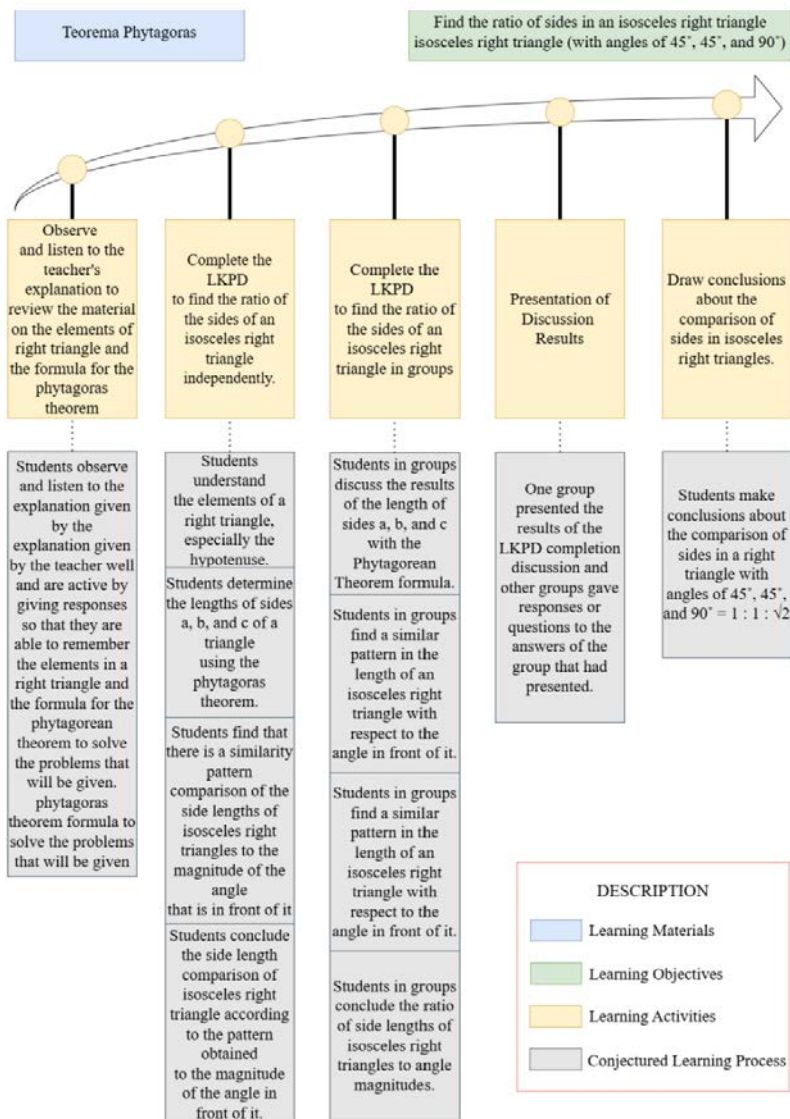 Teorema Phytagoras
Find the ratio of sides in an isosceles right triangle
isosceles right triangle (with angles of 45˚, 45˚, and 90˚)
Observe
and listen to the
teacher's
explanation to
review the material
on the elements of
right triangle and
the formula for the
phytagoras
theorem
Complete the
LKPD
to find the ratio of
the sides of an
isosceles right
triangle
independently.
Complete the
LKPD
to find the ratio of
the sides of an
isosceles right
triangle in groups
Presentation of
Discussion
Results
Draw conclusions
about the
comparison of
sides in isosceles
right triangles.
Students observe
and listen to the
explanation given
by the
explanation given
by the teacher well
and are active by
giving responses
so that they are
able to remember
the elements in a
right triangle and
the formula for the
phytagorean
theorem to solve
the problems that
will be given.
phytagoras
theorem formula to
solve the problems
that will be given
Students
understand
the elements of a
right triangle,
especially the
hypotenuse.
Students determine
the lengths of sides
a, b, and c of a
triangle
using the
phytagoras
theorem.
Students find that
there is a similarity
pattern
comparison of the
side lengths of
isosceles right
triangles to the
magnitude of the
angle
that is in front of it
Students conclude
the side length
comparison of
isosceles right
triangle according
to the pattern
obtained
to the magnitude
of the angle in
front of it.
Students in groups
discuss the results
of the length of
sides a, b, and c
with the
Phytagorean
Theorem formula.
Students in groups
find a similar
pattern in the
length of an
isosceles right
triangle with
respect to the
angle in front of it.
Students in groups
find a similar
pattern in the
length of an
isosceles right
triangle with
respect to the
angle in front of it.
Students in groups
conclude the ratio
of side lengths of
isosceles right
triangles to angle
magnitudes.
One group
presented the
results of the
LKPD completion
discussion and
other groups gave
responses or
questions to the
answers of the
group that had
presented.
Students make
conclusions about
the comparison of
sides in a right
triangle with
angles of 45˚, 45˚,
and 90˚ = 1 : 1 : √2
DESCRIPTION
Learning Materials
Learning Objectives
Learning Activities
Conjectured Learning Process